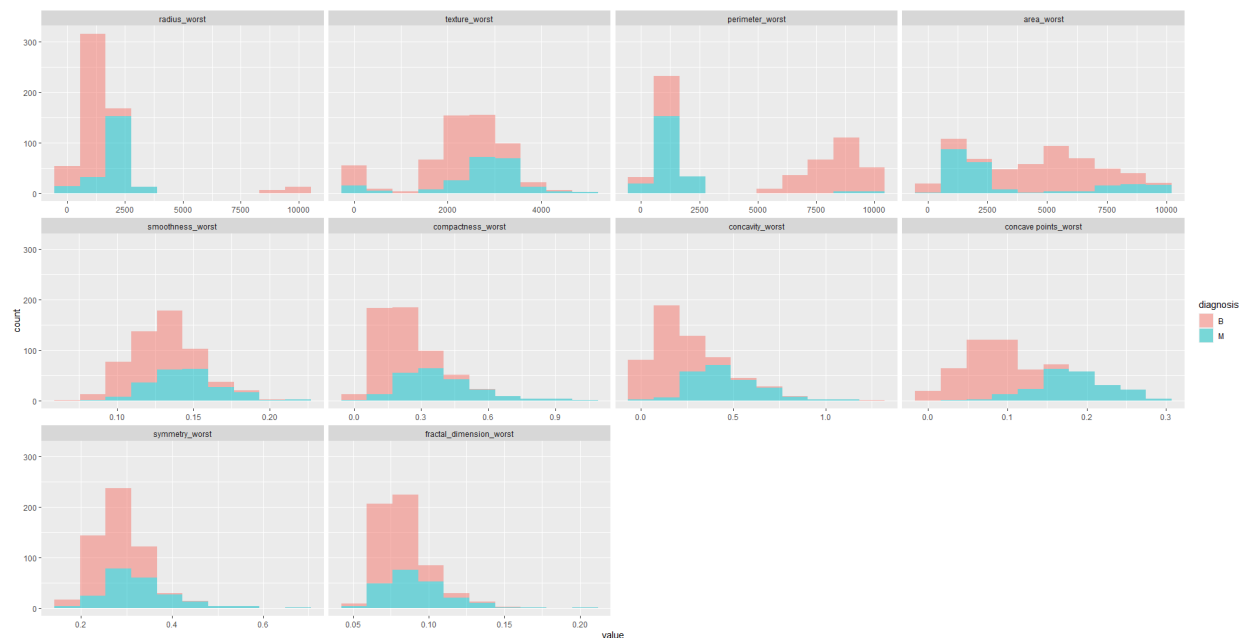 radius_worst texture_worst perimeter_worst area_worst
300
200
100
0
0 2500 5000 7500 10000 0 2000 4000 0 2500 5000 7500 10000 0 2500 5000 7500 10000
smoothness_worst compactness_worst concavity_worst concave points_worst
300
200
100
0
0.10 0.15 0.20 0.0 0.3 0.6 0.9 0.0 0.5 1.0 0.0 0.1 0.2 0.3
symmetry_worst fractal_dimension_worst
300
200
100
0
0.2 0.4 0.6 0.05 0.10 0.15 0.20
count
value
diagnosis
B
M